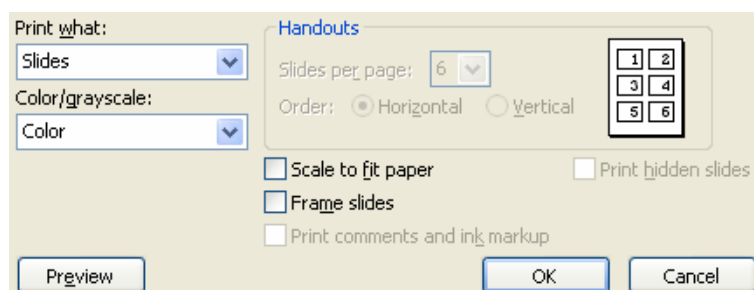 Print what:
Slides
Color/grayscale:
Color
Handouts
Slides per page: 6
Order: Horizontal Vertical
1 2
3 4
5 6
Scale to fit paper
Print hidden slides
Frame slides
Print comments and ink markup
Preview
OK
Cancel